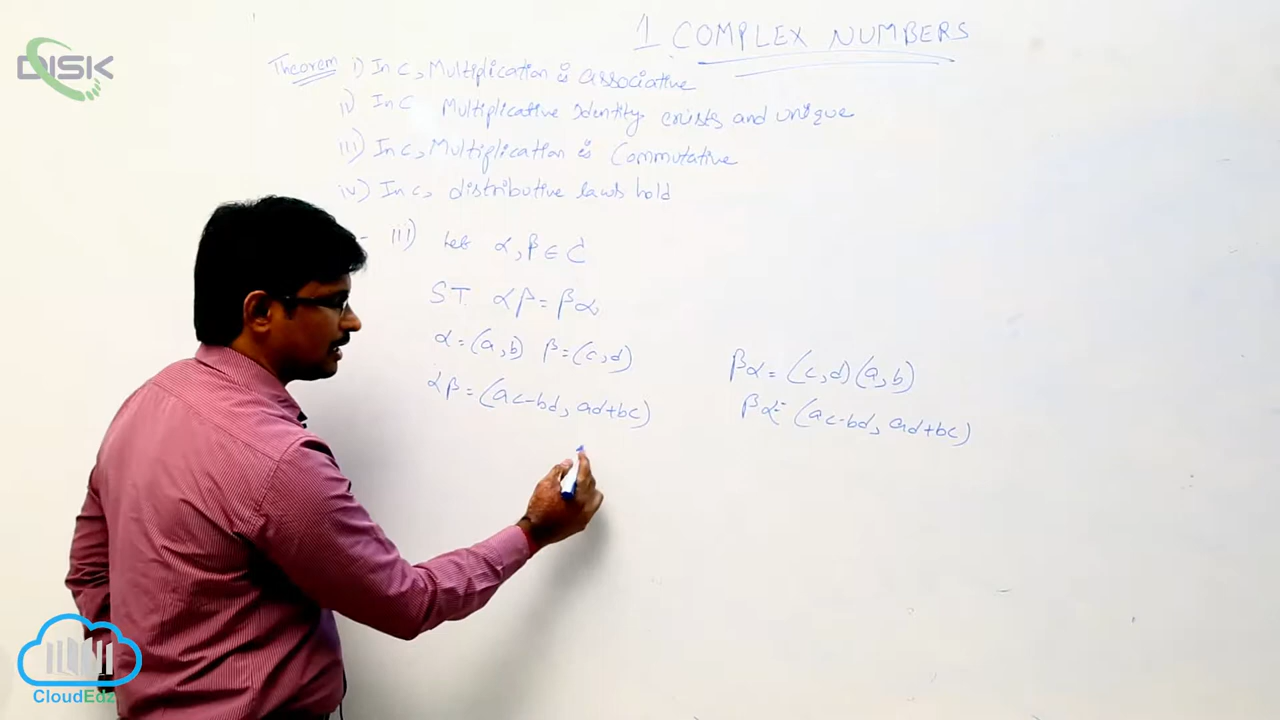 DISK
1 COMPLEX NUMBERS
Theorem i) In C, Multiplication is associative
ii) In C Multiplicative Identity exists and unique
iii) In C, Multiplication is Commutative
iv) In C, distributive laws hold
- iii) Let α, β ∈ C
S.T. αβ = βα
α = (a, b) β = (c, d)
αβ = (ac-bd, ad+bc)
βα = (c, d)(a, b)
βα = (ac-bd, ad+bc)
CloudEdz